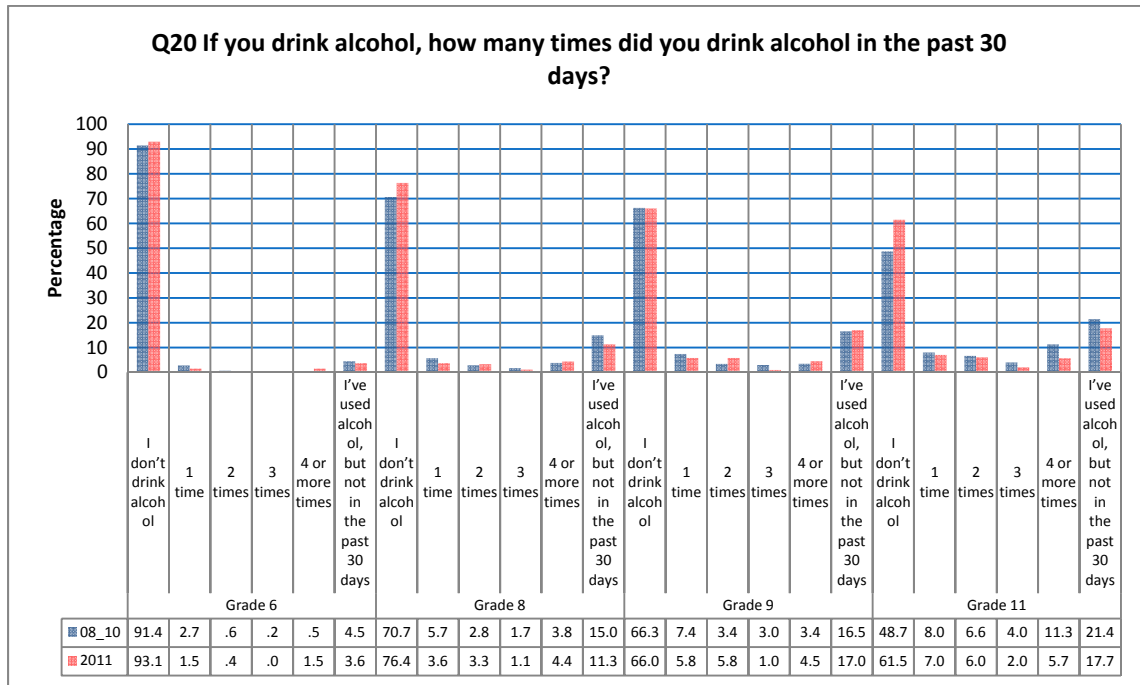 Q20 If you drink alcohol, how many times did you drink alcohol in the past 30
days?
Percentage
100
90
80
70
60
50
40
30
20
10
0
I
don't
drink
alcoh
ol
1
time
2
times
3
times
4 or
more
times
I've
used
alcoh
ol,
but
not
in
the
past
30
days
I
don't
drink
alcoh
ol
1
time
2
times
3
times
4 or
more
times
I've
used
alcoh
ol,
but
not
in
the
past
30
days
I
don't
drink
alcoh
ol
1
time
2
times
3
times
4 or
more
times
I've
used
alcoh
ol,
but
not
in
the
past
30
days
I
don't
drink
alcoh
ol
1
time
2
times
3
times
4 or
more
times
I've
used
alcoh
ol,
but
not
in
the
past
30
days
Grade 6 Grade 8 Grade 9 Grade 11
08_10 91.4 2.7 .6 .2 .5 4.5 70.7 5.7 2.8 1.7 3.8 15.0 66.3 7.4 3.4 3.0 3.4 16.5 48.7 8.0 6.6 4.0 11.3 21.4
2011 93.1 1.5 .4 .0 1.5 3.6 76.4 3.6 3.3 1.1 4.4 11.3 66.0 5.8 5.8 1.0 4.5 17.0 61.5 7.0 6.0 2.0 5.7 17.7